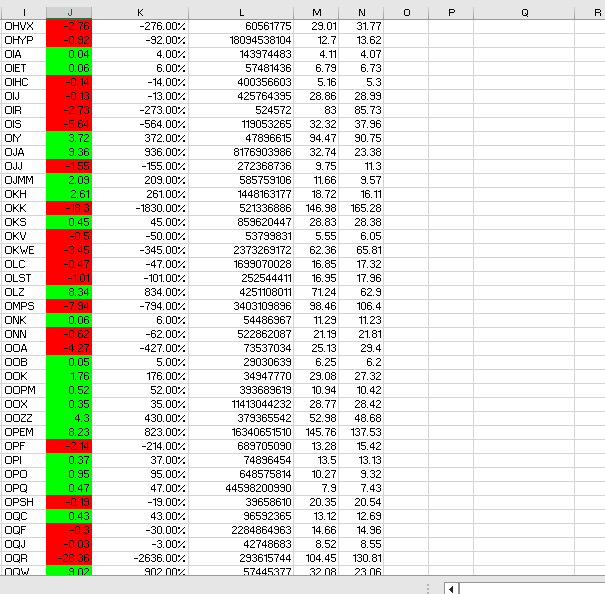 I J K L M N O P Q R
OHVX -2.76 -276.00% 60561775 29.01 31.77
OHYP -0.92 -92.00% 18094538104 12.7 13.62
OIA 0.04 4.00% 143974483 4.11 4.07
OIET 0.06 6.00% 57481436 6.79 6.73
OIHC -0.14 -14.00% 400356603 5.16 5.3
OIJ -0.13 -13.00% 425764395 28.86 28.99
OIR -2.73 -273.00% 524572 83 85.73
OIS -5.64 -564.00% 119053265 32.32 37.96
OIY 3.72 372.00% 47896615 94.47 90.75
OJA 9.36 936.00% 8176903986 32.74 23.38
OJJ -1.55 -155.00% 272368736 9.75 11.3
OJMM 2.09 209.00% 585759106 11.66 9.57
OKH 2.61 261.00% 1448163177 18.72 16.11
OKK -18.3 -1830.00% 521336886 146.98 165.28
OKS 0.45 45.00% 859620447 28.83 28.38
OKV -0.5 -50.00% 53799831 5.55 6.05
OKWE -3.45 -345.00% 2373269172 62.36 65.81
OLC -0.47 -47.00% 1699070028 16.85 17.32
OLST -1.01 -101.00% 252544411 16.95 17.96
OLZ 8.34 834.00% 4251108011 71.24 62.9
OMPS -7.94 -794.00% 3403109896 98.46 106.4
ONK 0.06 6.00% 54486967 11.29 11.23
ONN -0.62 -62.00% 522862087 21.19 21.81
OOA -4.27 -427.00% 73537034 25.13 29.4
OOB 0.05 5.00% 29030639 6.25 6.2
OOK 1.76 176.00% 34947770 29.08 27.32
OOPM 0.52 52.00% 393689619 10.94 10.42
OOX 0.35 35.00% 11413044232 28.77 28.42
OOZZ 4.3 430.00% 379365542 52.98 48.68
OPEM 8.23 823.00% 16340651510 145.76 137.53
OPF -2.14 -214.00% 689705090 13.28 15.42
OPI 0.37 37.00% 74896454 13.5 13.13
OPO 0.95 95.00% 648575814 10.27 9.32
OPQ 0.47 47.00% 44598200990 7.9 7.43
OPSH -0.19 -19.00% 39658610 20.35 20.54
OQC 0.43 43.00% 96592365 13.12 12.69
OQF -0.3 -30.00% 2284864963 14.66 14.96
OQJ -0.03 -3.00% 42748683 8.52 8.55
OQR -26.36 -2636.00% 293615744 104.45 130.81
OQW 9.02 902.00% 57445377 32.08 23.06